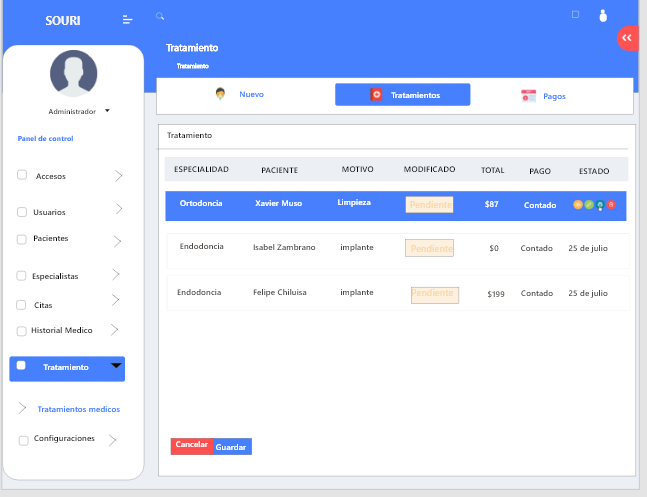 SOURI
Tratamiento
Tratamiento
Administrador
Panel de control
Accesos
Usuarios
Pacientes
Especialistas
Citas
Historial Medico
Tratamiento
Tratamientos medicos
Configuraciones
Nuevo
Tratamientos
Pagos
Tratamiento
ESPECIALIDAD PACIENTE MOTIVO MODIFICADO TOTAL PAGO ESTADO
Ortodoncia Xavier Muso Limpieza Pendiente $87 Contado
Endodoncia Isabel Zambrano implante Pendiente $0 Contado 25 de julio
Endodoncia Felipe Chiluisa implante Pendiente $199 Contado 25 de julio
Cancelar Guardar